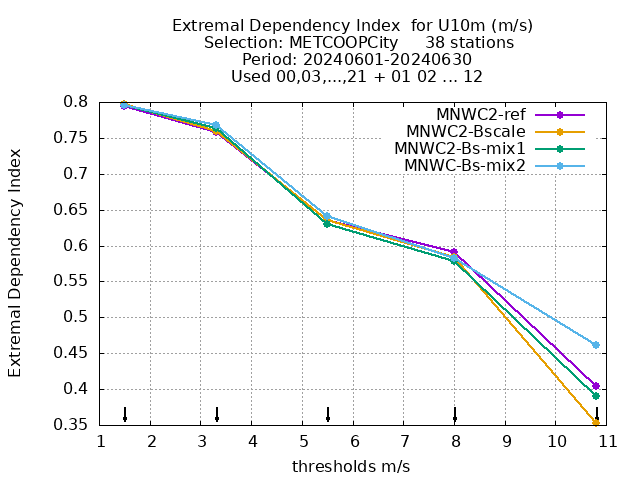 Extremal Dependency Index  for U10m (m/s)
Selection: METCOOPCity     38 stations
Period: 20240601-20240630
Used 00,03,...,21 + 01 02 ... 12
Extremal Dependency Index
0.8
0.75
0.7
0.65
0.6
0.55
0.5
0.45
0.4
0.35
MNWC2-ref
MNWC2-Bscale
MNWC2-Bs-mix1
MNWC-Bs-mix2
1 2 3 4 5 6 7 8 9 10 11
thresholds m/s